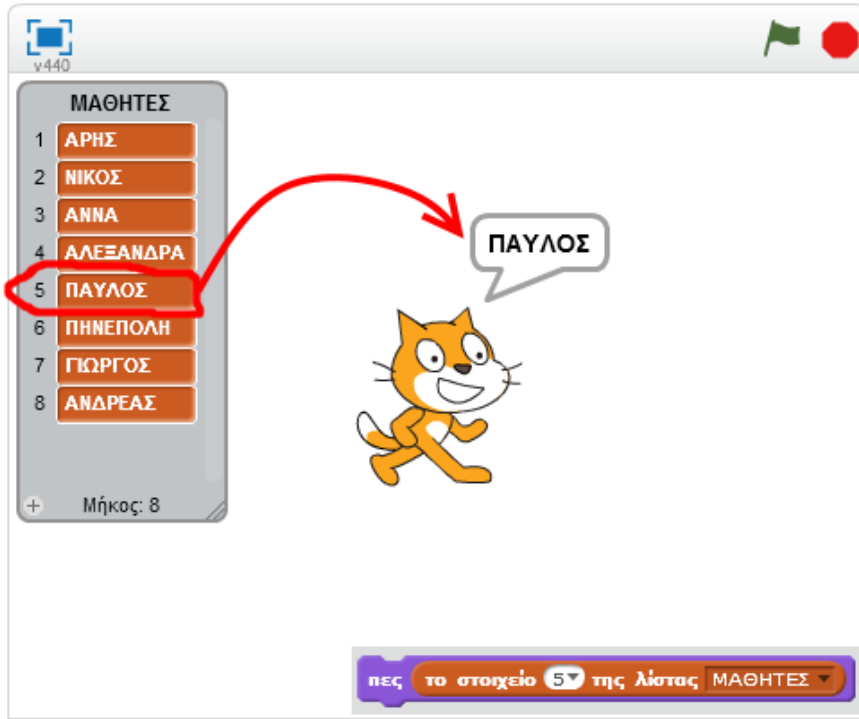 v440
ΜΑΘΗΤΕΣ
1 ΑΡΗΣ
2 ΝΙΚΟΣ
3 ΑΝΝΑ
4 ΑΛΕΞΑΝΔΡΑ
5 ΠΑΥΛΟΣ
6 ΠΗΝΕΠΟΛΗ
7 ΓΙΩΡΓΟΣ
8 ΑΝΔΡΕΑΣ
+ Μήκος: 8
ΠΑΥΛΟΣ
πες το στοιχείο 5 της λίστας ΜΑΘΗΤΕΣ